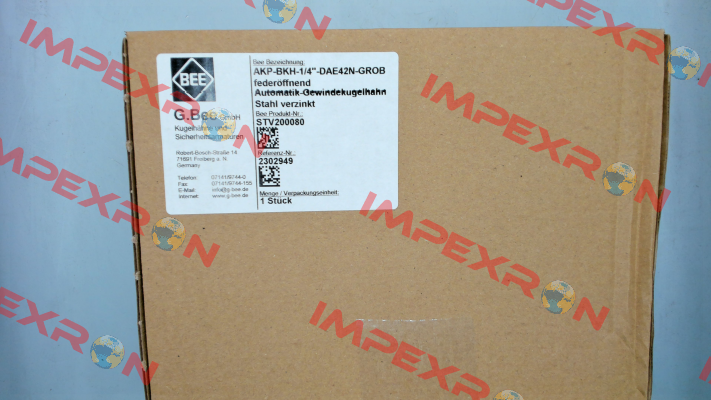 BEE
G.Bee GmbH
Kugelhähne und
Sicherheitsarmaturen
Robert-Bosch-Straße 14
71691 Freiberg a. N.
Germany
Telefon: 07141/9744-0
Fax 07141/9744-155
E-Mail: info@g-bee.de
Internet: www.g-bee.de
Bee Bezeichnung:
AKP-BKH-1/4"-DAE42N-GROB
federöffnend
Automatik-Gewindekugelhahn
Stahl verzinkt
Bee Produkt-Nr.:
STV200080
Referenz-Nr.:
2302949
Menge / Verpackungseinheit:
1 Stück
IMPEXRON
IMPEXRON
IMPEXRON
IMPEXRON
IMPEXRON
IMPEXRON